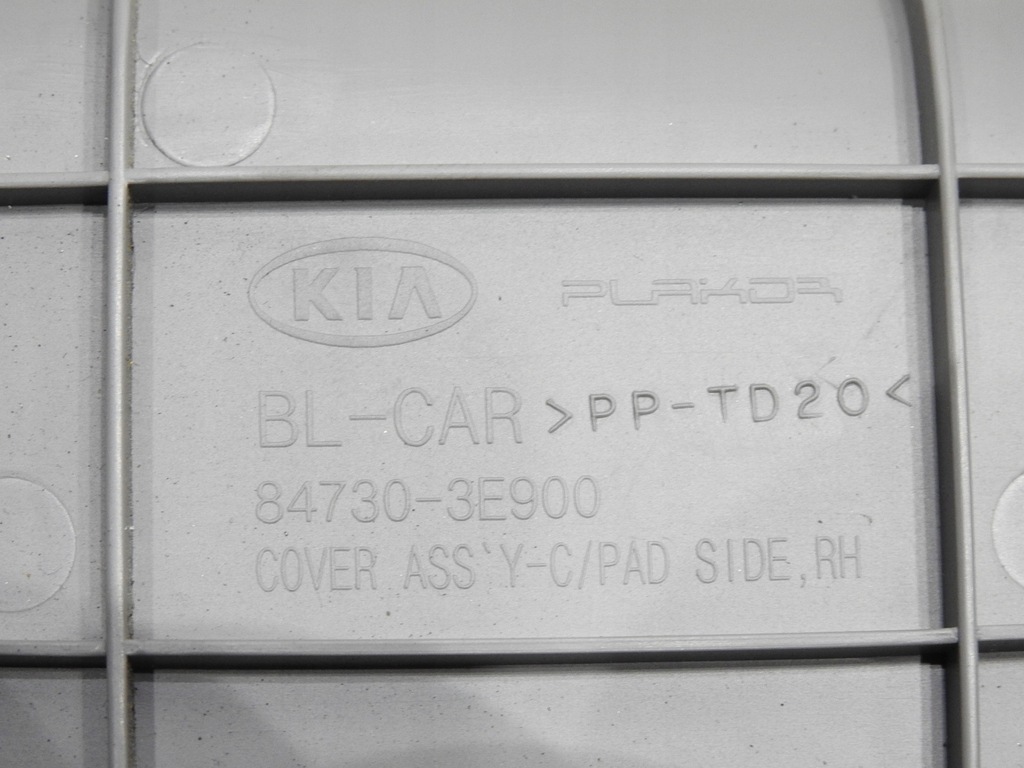 KIA PLAKOR
BL-CAR >PP-TD20<
84730-3E900
COVER ASS`Y-C/PAD SIDE,RH